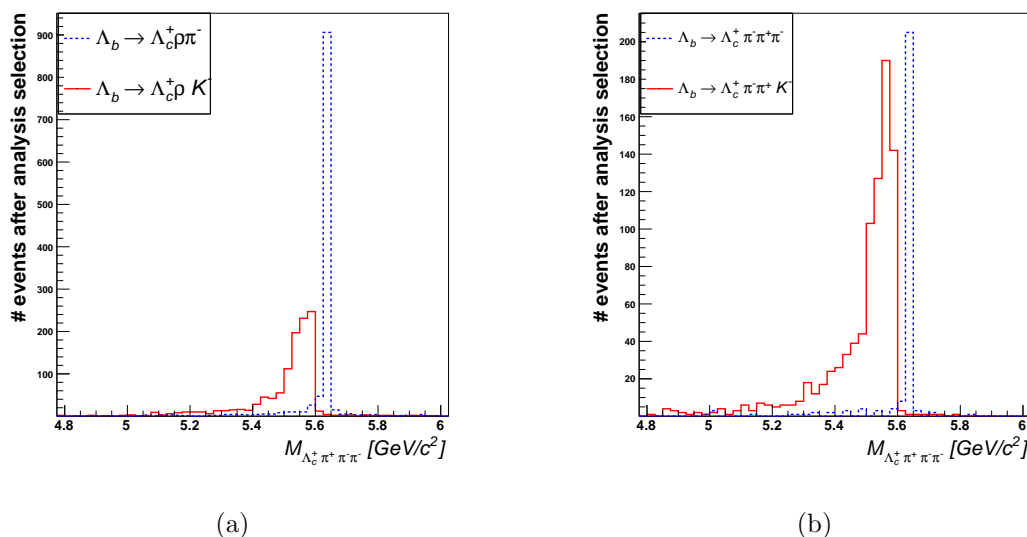 # events after analysis selection
900
800
700
600
500
400
300
200
100
Λb → Λc+ρπ-
Λb → Λc+ρ K-
4.8 5 5.2 5.4 5.6 5.8 6
MΛc+ π+ π-π- [GeV/c2]
(a)
# events after analysis selection
200
180
160
140
120
100
80
60
40
20
Λb → Λc+ π-π+π-
Λb → Λc+ π-π+ K-
4.8 5 5.2 5.4 5.6 5.8 6
MΛc+ π+ π-π- [GeV/c2]
(b)